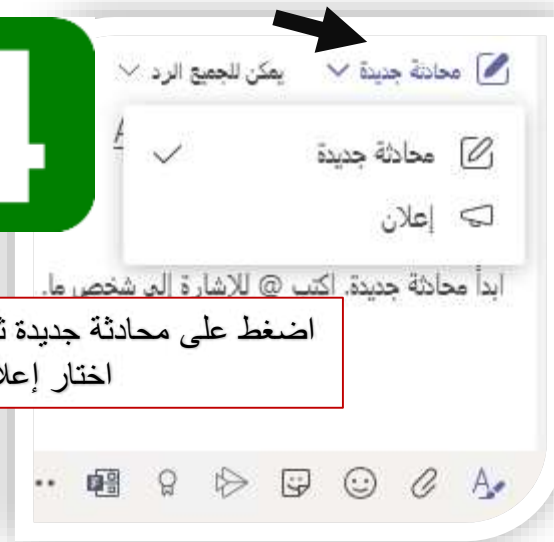 4
محادثة جديدة
يمكن للجميع الرد
محادثة جديدة
إعلان
ابدأ محادثة جديدة. اكتب @ للإشارة إلى شخص ما.
اضغط على محادثة جديدة
اختار